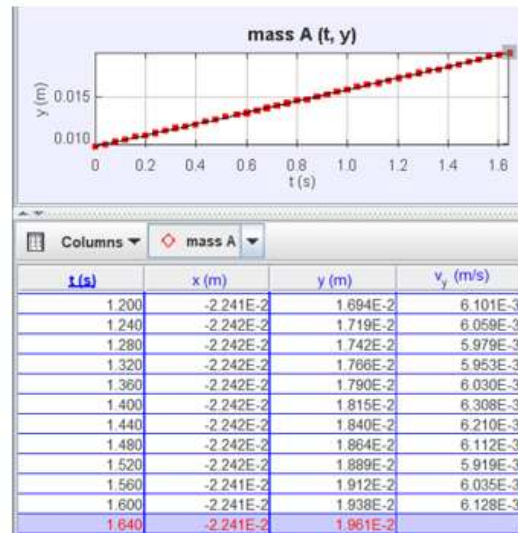 mass A (t, y)
y (m)
0.015
0.010
0 0.2 0.4 0.6 0.8 1.0 1.2 1.4 1.6
t (s)
Columns mass A
t (s) x (m) y (m) v_y (m/s)
1.200 -2.241E-2 1.694E-2 6.101E-3
1.240 -2.242E-2 1.719E-2 6.059E-3
1.280 -2.242E-2 1.742E-2 5.979E-3
1.320 -2.242E-2 1.766E-2 5.953E-3
1.360 -2.242E-2 1.790E-2 6.030E-3
1.400 -2.242E-2 1.815E-2 6.308E-3
1.440 -2.242E-2 1.840E-2 6.210E-3
1.480 -2.242E-2 1.864E-2 6.112E-3
1.520 -2.242E-2 1.889E-2 5.919E-3
1.560 -2.241E-2 1.912E-2 6.035E-3
1.600 -2.241E-2 1.938E-2 6.128E-3
1.640 -2.241E-2 1.961E-2